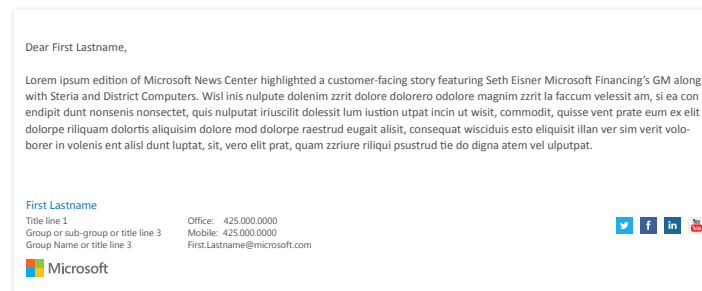 Dear First Lastname,
Lorem ipsum edition of Microsoft News Center highlighted a customer-facing story featuring Seth Eisner Microsoft Financing's GM along
with Steria and District Computers. Wisl inis nulpute dolenim zzrit dolore dolorero odolore magnim zzrit la faccum velessit am, si ea con
endipit dunt nonsenis nonsectet, quis nulputat iriuscilit dolessit lum iustion utpat incin ut wisit, commodit, quisse vent prate eum ex elit
dolorpe riliquam dolortis aliquisim dolore mod dolorpe raestrud eugait alisit, consequat wisciduis esto eliquisit illan ver sim verit volo-
borer in volenis ent alisl dunt luptat, sit, vero elit prat, quam zzriure riliqui psustrud tie do digna atem vel ulputpat.
First Lastname
Title line 1 Office: 425.000.0000
Group or sub-group or title line 3 Mobile: 425.000.0000
Group Name or title line 3 First.Lastname@microsoft.com
f in You Tube
Microsoft